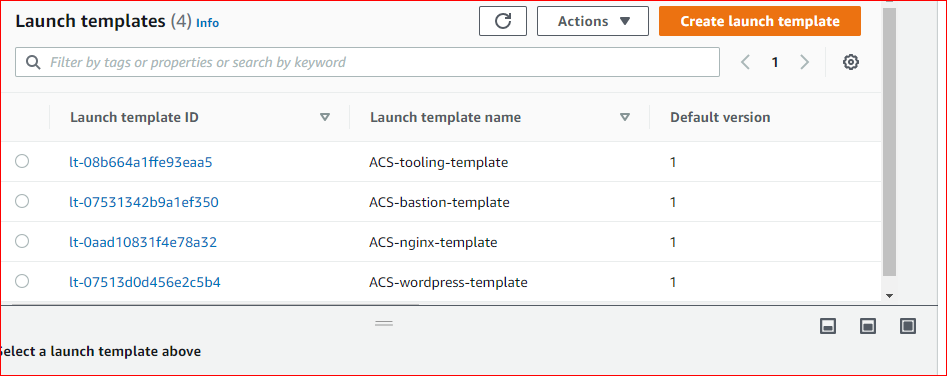 Launch templates (4) Info
Actions
Create launch template
Filter by tags or properties or search by keyword
1
Launch template ID Launch template name Default version
lt-08b664a1ffe93eaa5 ACS-tooling-template 1
lt-07531342b9a1ef350 ACS-bastion-template 1
lt-0aad10831f4e78a32 ACS-nginx-template 1
lt-07513d0d456e2c5b4 ACS-wordpress-template 1
Select a launch template above